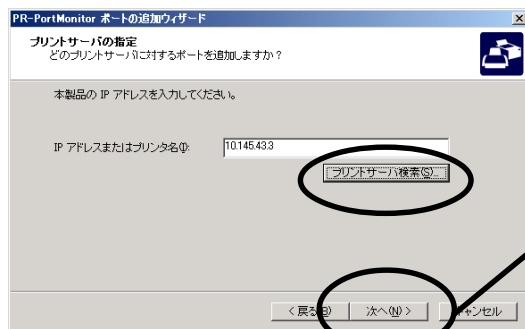 PR-PortMonitor ポートの追加ウィザード
プリントサーバの指定
どのプリントサーバに対するポートを追加しますか?
本製品の IP アドレスを入力してください。
IP アドレスまたはプリンタ名(I):
10.145.43.3
プリントサーバ検索(S)...
< 戻る(B)
次へ(N) >
キャンセル